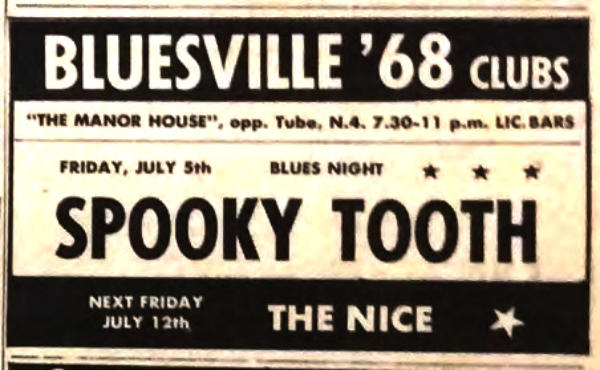 BLUESVILLE '68 CLUBS
"THE MANOR HOUSE", opp. Tube, N.4. 7.30-11 p.m. LIC. BARS
FRIDAY, JULY 5th BLUES NIGHT ★ ★ ★
SPOOKY TOOTH
NEXT FRIDAY
JULY 12th
THE NICE ★